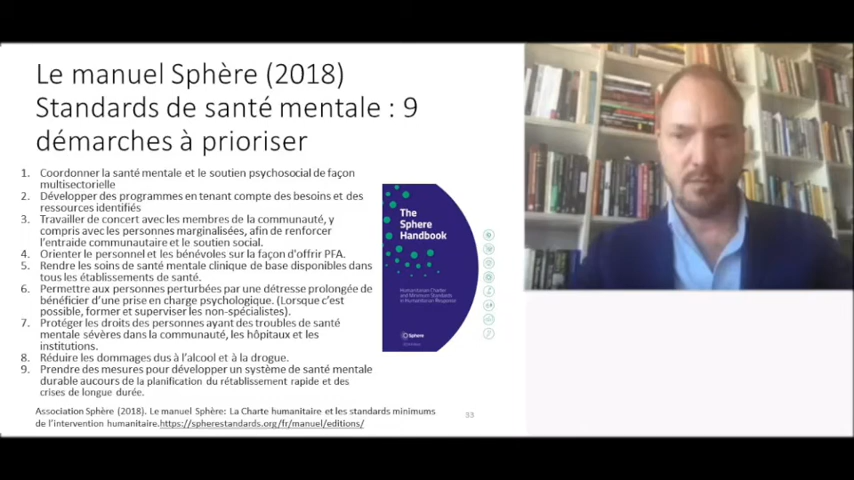 Le manuel Sphère (2018)
Standards de santé mentale : 9
démarches à prioriser
1. Coordonner la santé mentale et le soutien psychosocial de façon
multisectorielle
2. Développer des programmes en tenant compte des besoins et des
ressources identifiés
3. Travailler de concert avec les membres de la communauté, y
compris avec les personnes marginalisées, afin de renforcer
l'entraide communautaire et le soutien social.
4. Orienter le personnel et les bénévoles sur la façon d'offrir PFA.
5. Rendre les soins de santé mentale clinique de base disponibles dans
tous les établissements de santé.
6. Permettre aux personnes perturbées par une détresse prolongée de
bénéficier d'une prise en charge psychologique. (Lorsque c'est
possible, former et superviser les non-spécialistes).
7. Protéger les droits des personnes ayant des troubles de santé
mentale sévères dans la communauté, les hôpitaux et les
institutions.
8. Réduire les dommages dus à l'alcool et à la drogue.
9. Prendre des mesures pour développer un système de santé mentale
durable aucours de la planification du rétablissement rapide et des
crises de longue durée.
The
Sphere
Handbook
Humanitarian Charter
and Minimum Standards
in Humanitarian Response
Sphere
Association Sphère (2018). Le manuel Sphère: La Charte humanitaire et les standards minimums
de l'intervention humanitaire.https://spherestandards.org/fr/manuel/editions/
33